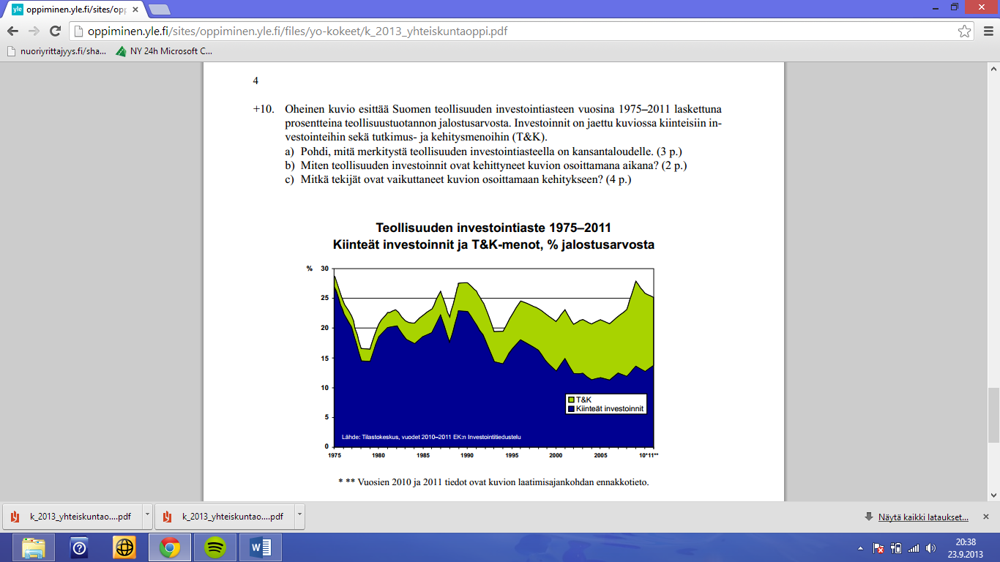 oppiminen.yle.fi/sites/opp
oppiminen.yle.fi/sites/oppiminen.yle.fi/files/yo-kokeet/k_2013_yhteiskuntaoppi.pdf
nuoriyrittajyys.fi/sha... NY 24h Microsoft C...
4
+10. Oheinen kuvio esittää Suomen teollisuuden investointiasteen vuosina 1975–2011 laskettuna
prosentteina teollisuustuotannon jalostusarvosta. Investoinnit on jaettu kuviossa kiinteisiin in-
vestointeihin sekä tutkimus- ja kehitysmenoihin (T&K).
a) Pohdi, mitä merkitystä teollisuuden investointiasteella on kansantaloudelle. (3 p.)
b) Miten teollisuuden investoinnit ovat kehittyneet kuvion osoittamana aikana? (2 p.)
c) Mitkä tekijät ovat vaikuttaneet kuvion osoittamaan kehitykseen? (4 p.)
Teollisuuden investointiaste 1975–2011
Kiinteät investoinnit ja T&K-menot, % jalostusarvosta
% 30
25
20
15
10
5
0
T&K
Kiinteät investoinnit
Lähde: Tilastokeskus, vuodet 2010–2011 EK:n Investointitiedustelu
1975 1980 1985 1990 1995 2000 2005 10*11**
* ** Vuosien 2010 ja 2011 tiedot ovat kuvion laatimisajankohdan ennakkotieto.
k_2013_yhteiskuntao....pdf k_2013_yhteiskuntao....pdf Näytä kaikki lataukset...
20:38
23.9.2013